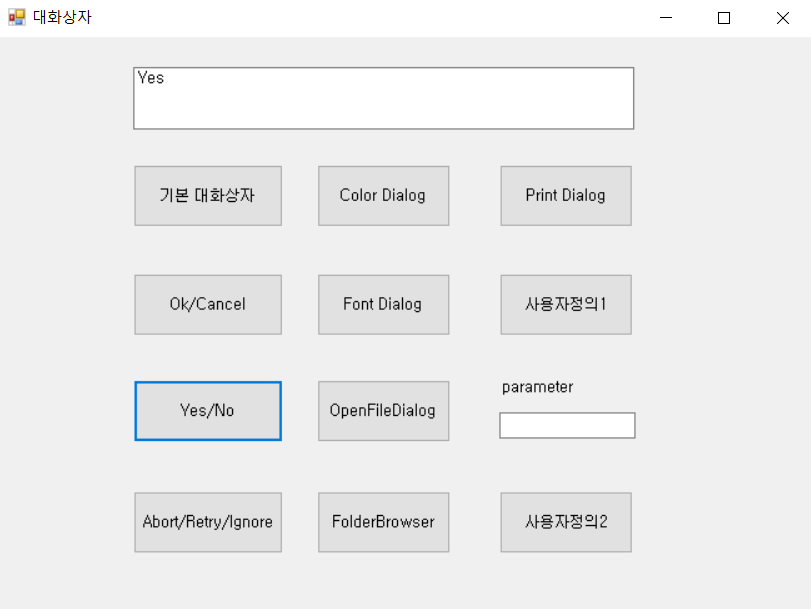 대화상자
Yes
기본 대화상자
Color Dialog
Print Dialog
Ok/Cancel
Font Dialog
사용자정의1
Yes/No
OpenFileDialog
parameter
Abort/Retry/Ignore
FolderBrowser
사용자정의2